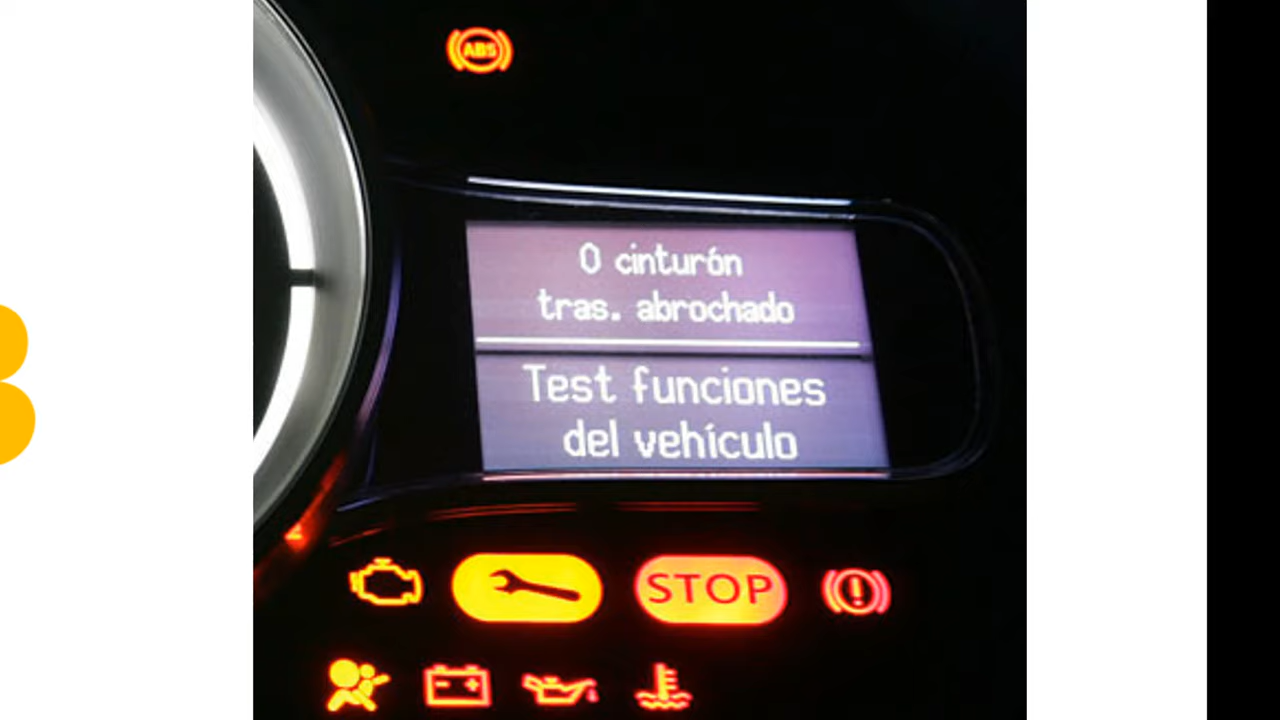 ABS
0 cinturón
tras. abrochado
Test funciones
del vehículo
STOP